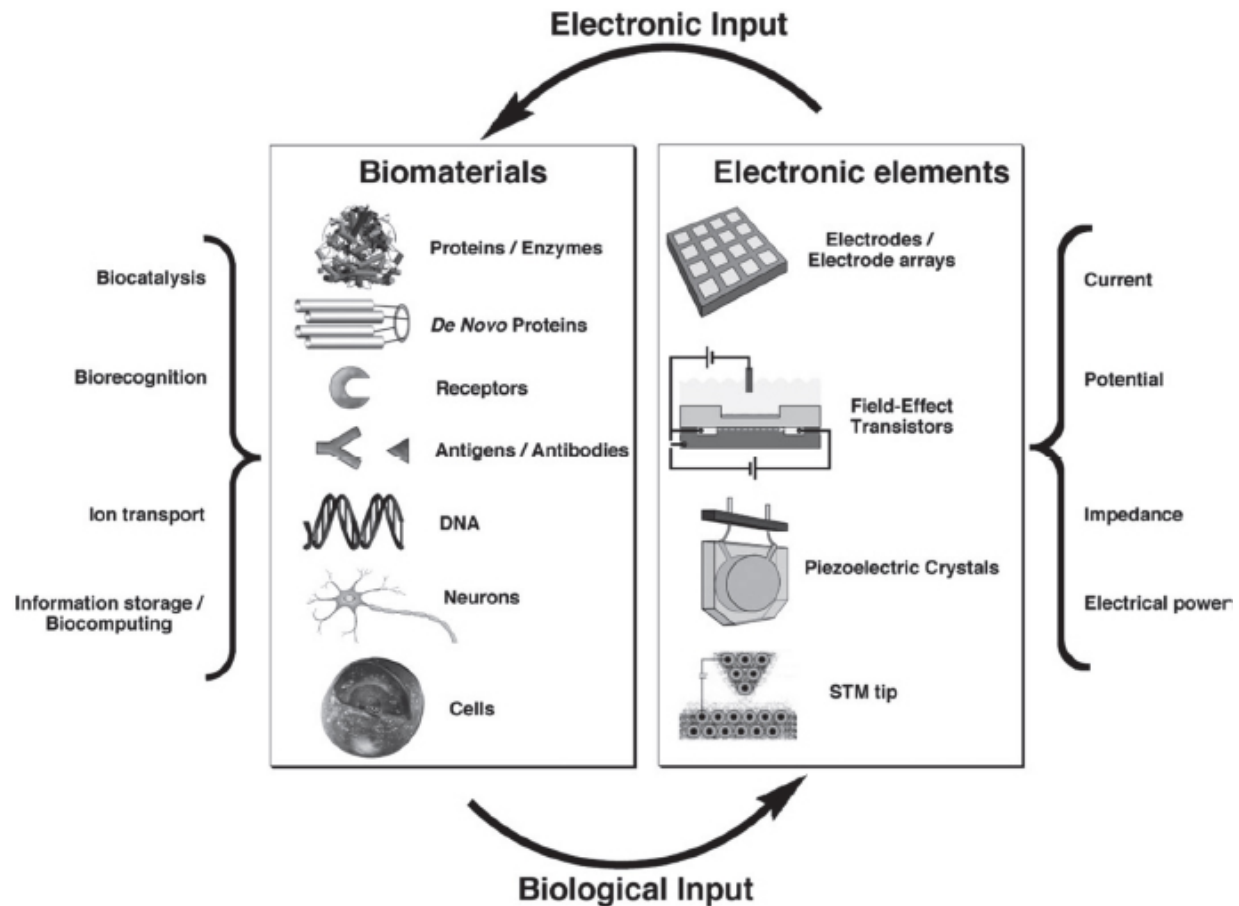 Electronic Input
Biomaterials
Proteins / Enzymes
De Novo Proteins
Receptors
Antigens / Antibodies
DNA
Neurons
Cells
Electronic elements
Electrodes /
Electrode arrays
Field-Effect
Transistors
Piezoelectric Crystals
STM tip
Biocatalysis
Biorecognition
Ion transport
Information storage /
Biocomputing
Current
Potential
Impedance
Electrical power
Biological Input